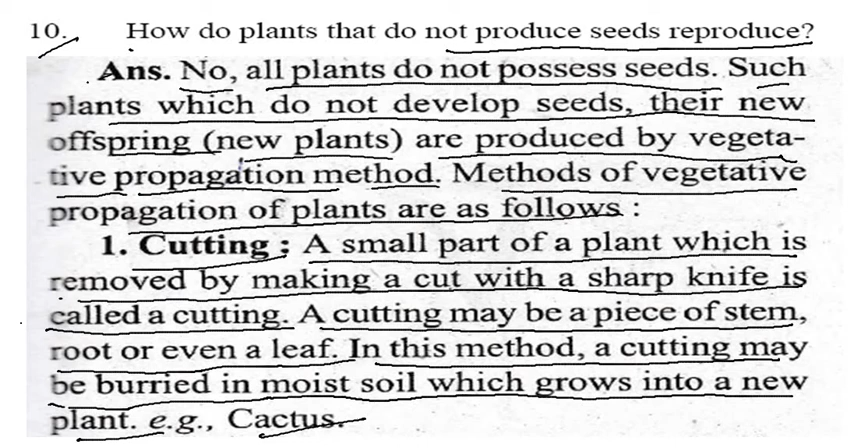 10. How do plants that do not produce seeds reproduce?
Ans. No, all plants do not possess seeds. Such
plants which do not develop seeds, their new
offspring (new plants) are produced by vegeta-
tive propagation method. Methods of vegetative
propagation of plants are as follows :
1. Cutting : A small part of a plant which is
removed by making a cut with a sharp knife is
called a cutting. A cutting may be a piece of stem,
root or even a leaf. In this method, a cutting may
be burried in moist soil which grows into a new
plant. e.g., Cactus.